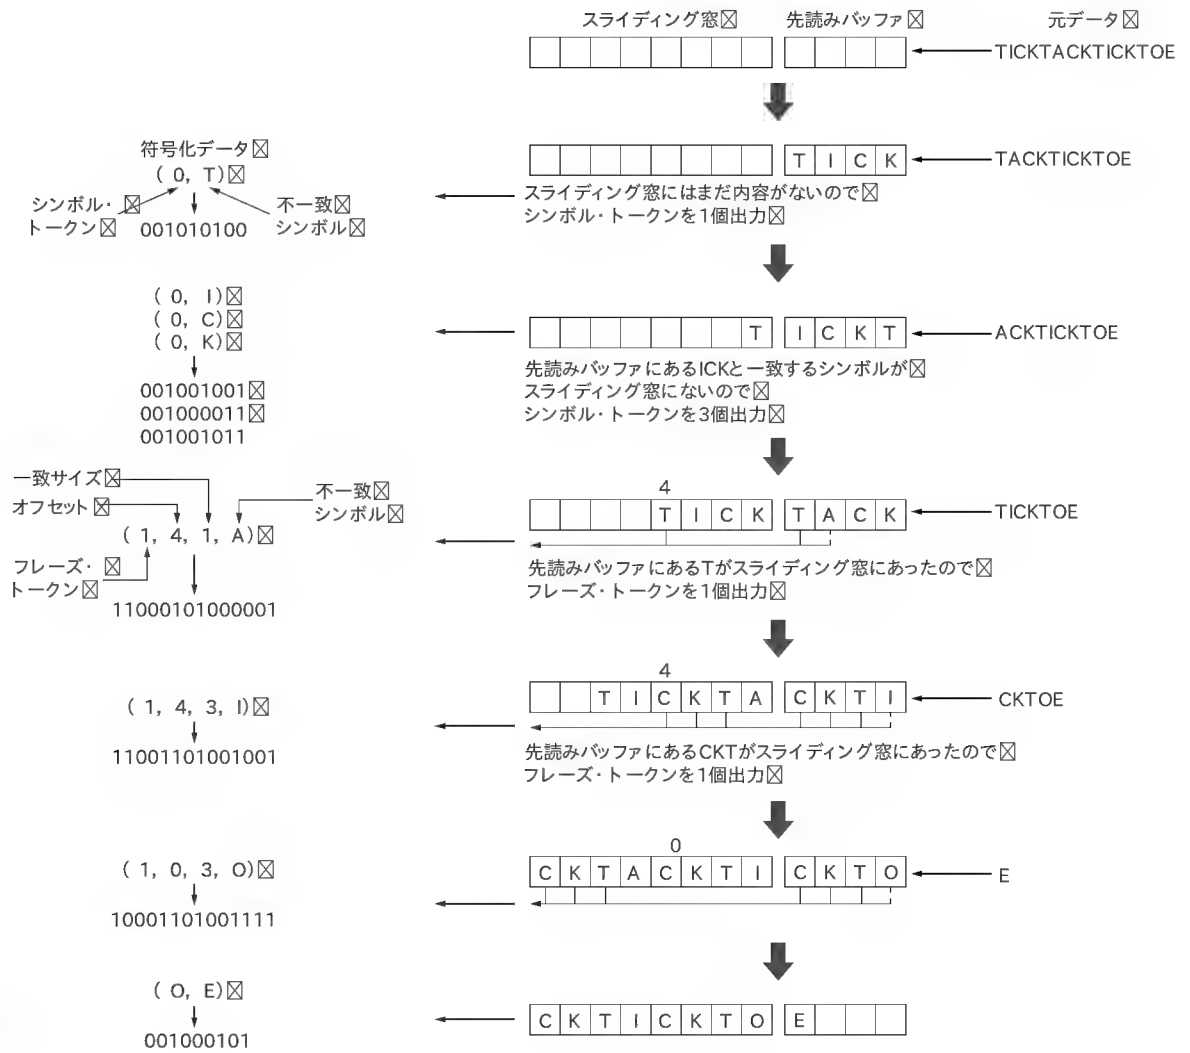 スライディング窓 先読みバッファ 元データ
TICKTACKTICKTOE
符号化データ
( 0, T)
シンボル・
トークン
不一致
シンボル
001010100
T I C K
TACKTICKTOE
スライディング窓にはまだ内容がないので
シンボル・トークンを1個出力
( 0, I)
( 0, C)
( 0, K)
001001001
001000011
001001011
T I C K T
ACKTICKTOE
先読みバッファにあるICKと一致するシンボルが
スライディング窓にないので
シンボル・トークンを3個出力
一致サイズ
オフセット
不一致
シンボル
( 1, 4, 1, A)
フレーズ・
トークン
11000101000001
4
T I C K T A C K
TICKTOE
先読みバッファにあるTがスライディング窓にあったので
フレーズ・トークンを1個出力
( 1, 4, 3, I)
11001101001001
4
T I C K T A C K T I
CKTOE
先読みバッファにあるCKTがスライディング窓にあったので
フレーズ・トークンを1個出力
( 1, 0, 3, O)
10001101001111
0
C K T A C K T I C K T O
E
( O, E)
001000101
C K T I C K T O E